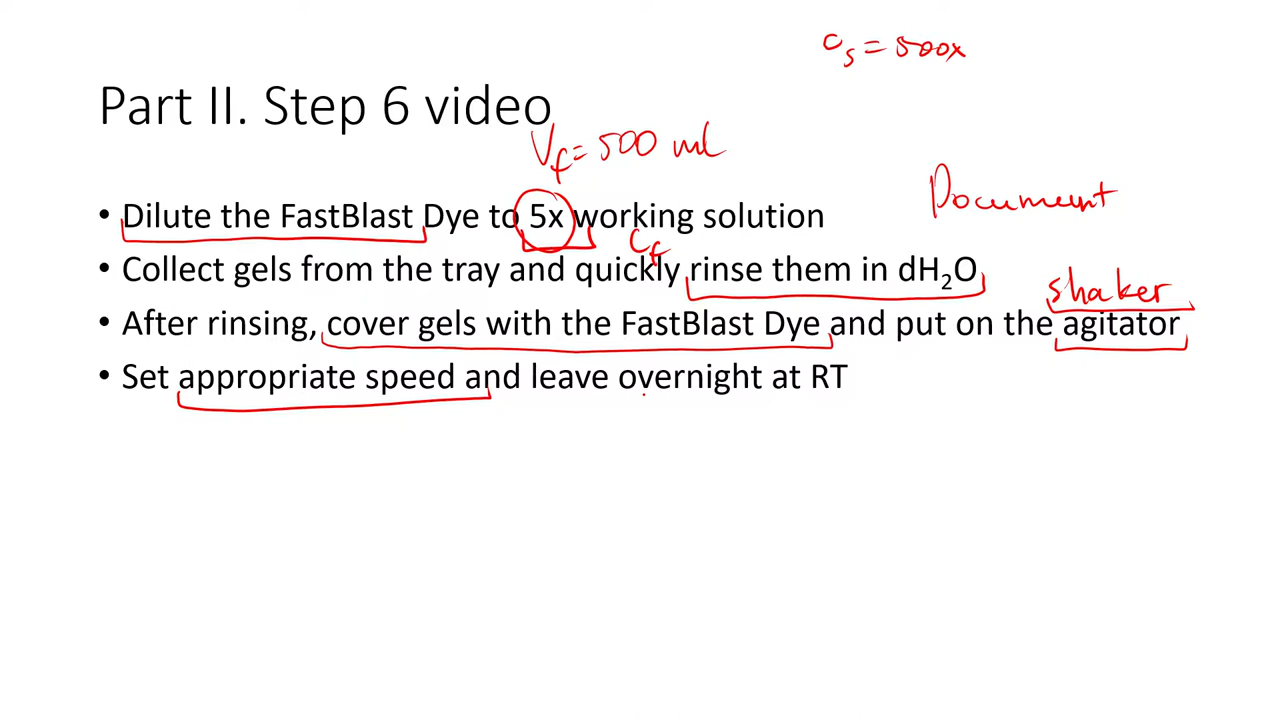 Cs = 500x
Part II. Step 6 video
Vf = 500 ml
Document
• Dilute the FastBlast Dye to 5x working solution
Cf
• Collect gels from the tray and quickly rinse them in dH₂O
shaker
• After rinsing, cover gels with the FastBlast Dye and put on the agitator
• Set appropriate speed and leave overnight at RT